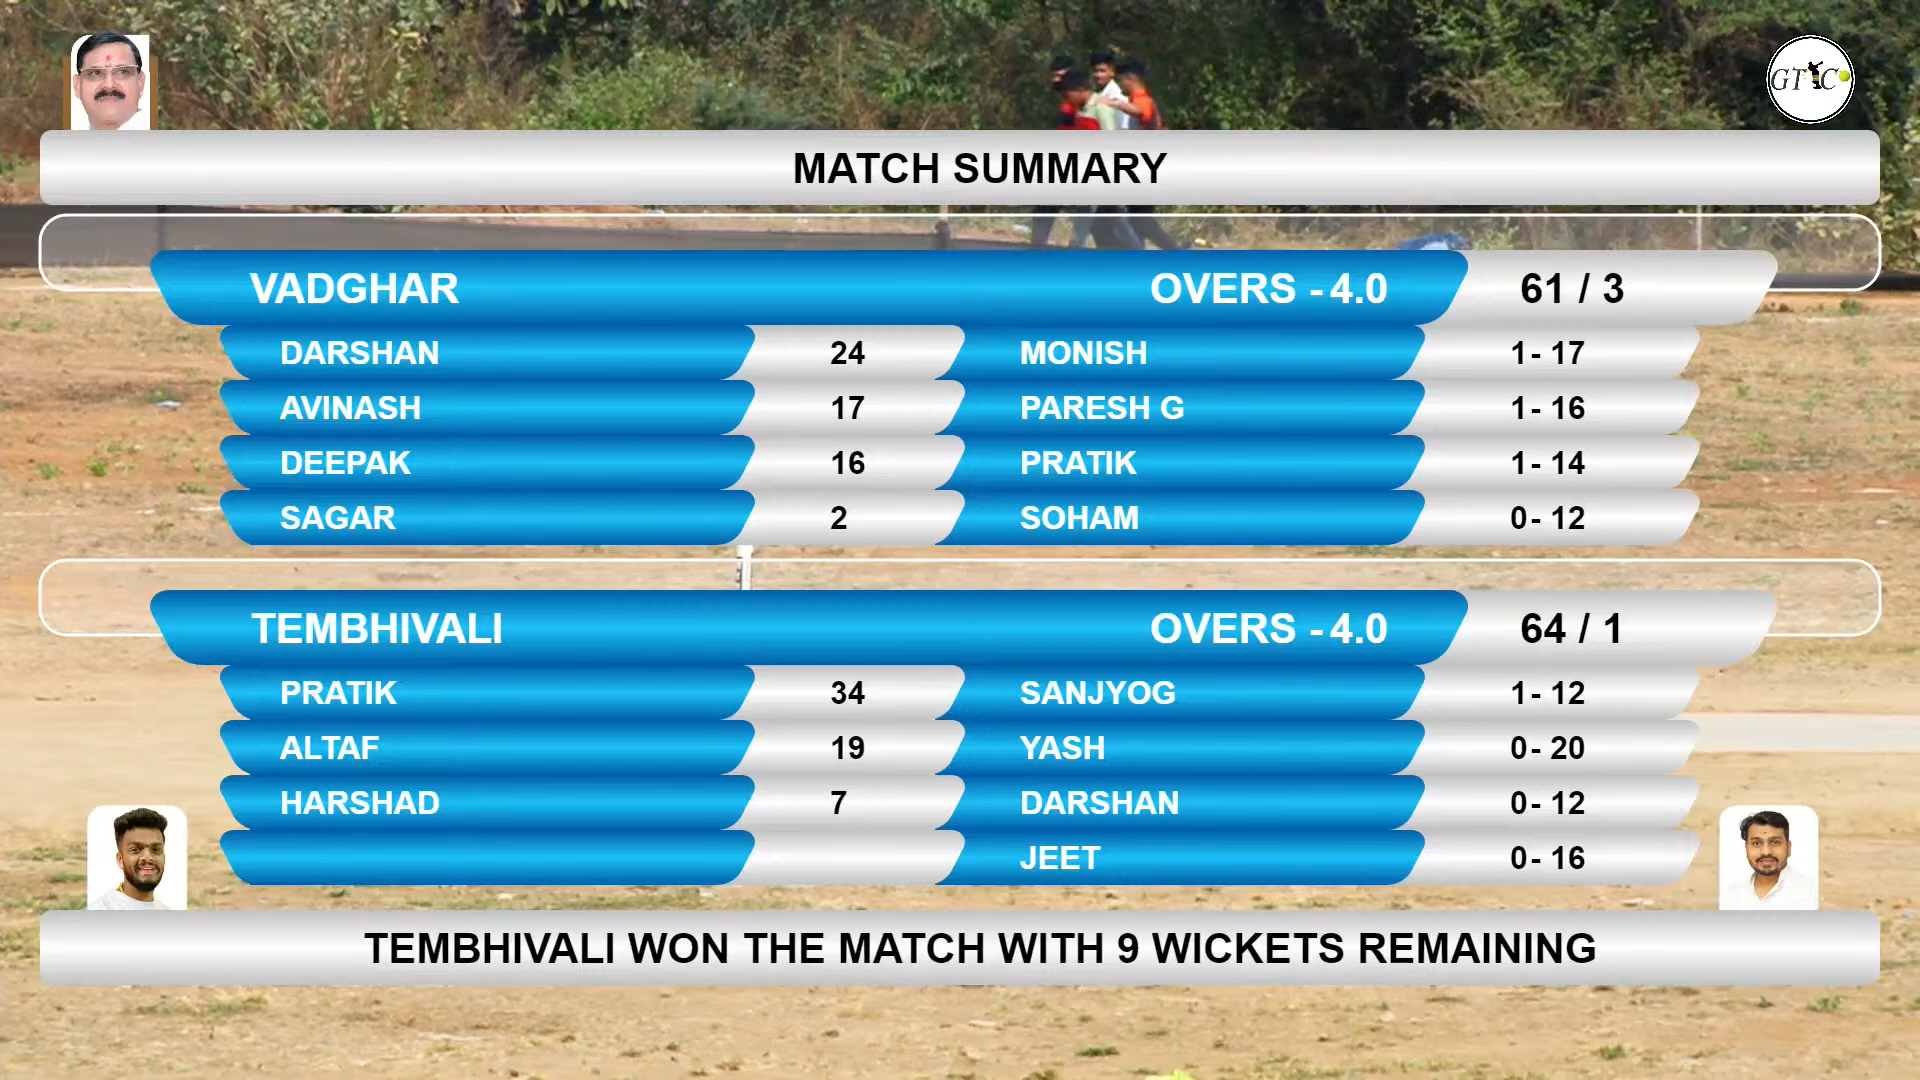 GTCC
MATCH SUMMARY
VADGHAR OVERS - 4.0 61 / 3
DARSHAN 24 MONISH 1 - 17
AVINASH 17 PARESH G 1 - 16
DEEPAK 16 PRATIK 1 - 14
SAGAR 2 SOHAM 0 - 12
TEMBHIVALI OVERS - 4.0 64 / 1
PRATIK 34 SANJYOG 1 - 12
ALTAF 19 YASH 0 - 20
HARSHAD 7 DARSHAN 0 - 12
JEET 0 - 16
TEMBHIVALI WON THE MATCH WITH 9 WICKETS REMAINING